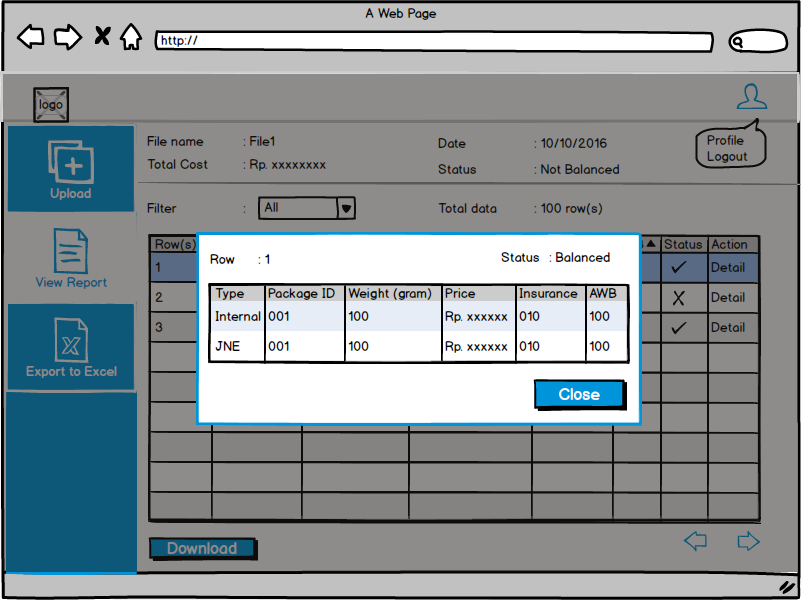 A Web Page
http://
logo
Profile
Logout
Upload
View Report
Export to Excel
File name : File1
Total Cost : Rp. xxxxxxxx
Date : 10/10/2016
Status : Not Balanced
Filter : All
Total data : 100 row(s)
Row(s) Status Action
1 Detail
2 X Detail
3 Detail
Row : 1 Status : Balanced
Type Package ID Weight (gram) Price Insurance AWB
Internal 001 100 Rp. xxxxxx 010 100
JNE 001 100 Rp. xxxxxx 010 100
Close
Download